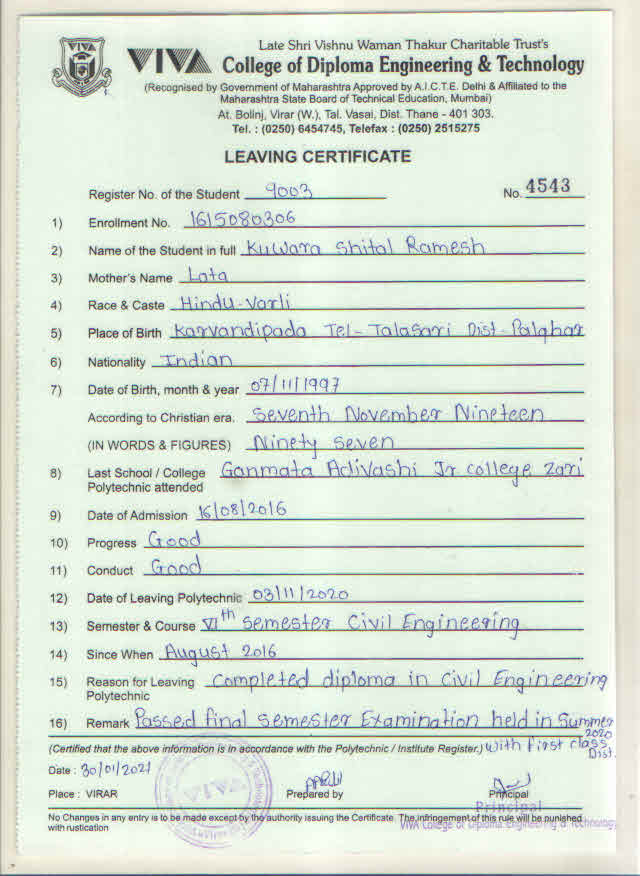 VIVA
Late Shri Vishnu Waman Thakur Charitable Trust's
VIVA College of Diploma Engineering & Technology
(Recognised by Government of Maharashtra Approved by A.I.C.T.E. Delhi & Affiliated to the
Maharashtra State Board of Technical Education, Mumbai)
At. Bolinj, Virar (W.), Tal. Vasai, Dist. Thane - 401 303.
Tel. : (0250) 6454745, Telefax : (0250) 2515275
LEAVING CERTIFICATE
Register No. of the Student 9003 No. 4543
1) Enrollment No. 1615080306
2) Name of the Student in full Kuwara Shital Ramesh
3) Mother's Name Lata
4) Race & Caste Hindu-Varli
5) Place of Birth Karvandipada Tel-Talasari Dist-Palghar
6) Nationality Indian
7) Date of Birth, month & year 07/11/1997
According to Christian era. Seventh November Nineteen
(IN WORDS & FIGURES) Ninety Seven
8) Last School / College Ganmata Adivashi Jr college Zari
Polytechnic attended
9) Date of Admission 16/08/2016
10) Progress Good
11) Conduct Good
12) Date of Leaving Polytechnic 03/11/2020
13) Semester & Course VIth Semester Civil Engineering
14) Since When August 2016
15) Reason for Leaving Completed diploma in Civil Engineering
Polytechnic
16) Remark Passed final Semester Examination held in Summer
2020
(Certified that the above information is in accordance with the Polytechnic / Institute Register.) With First class
Dist.
Date : 30/01/2021
VIVA
Place : VIRAR Prepared by Principal
Principal
VIVA College of Diploma Engineering & Technology
No Changes in any entry is to be made except by the authority issuing the Certificate. The infringement of this rule will be punished
with rustication